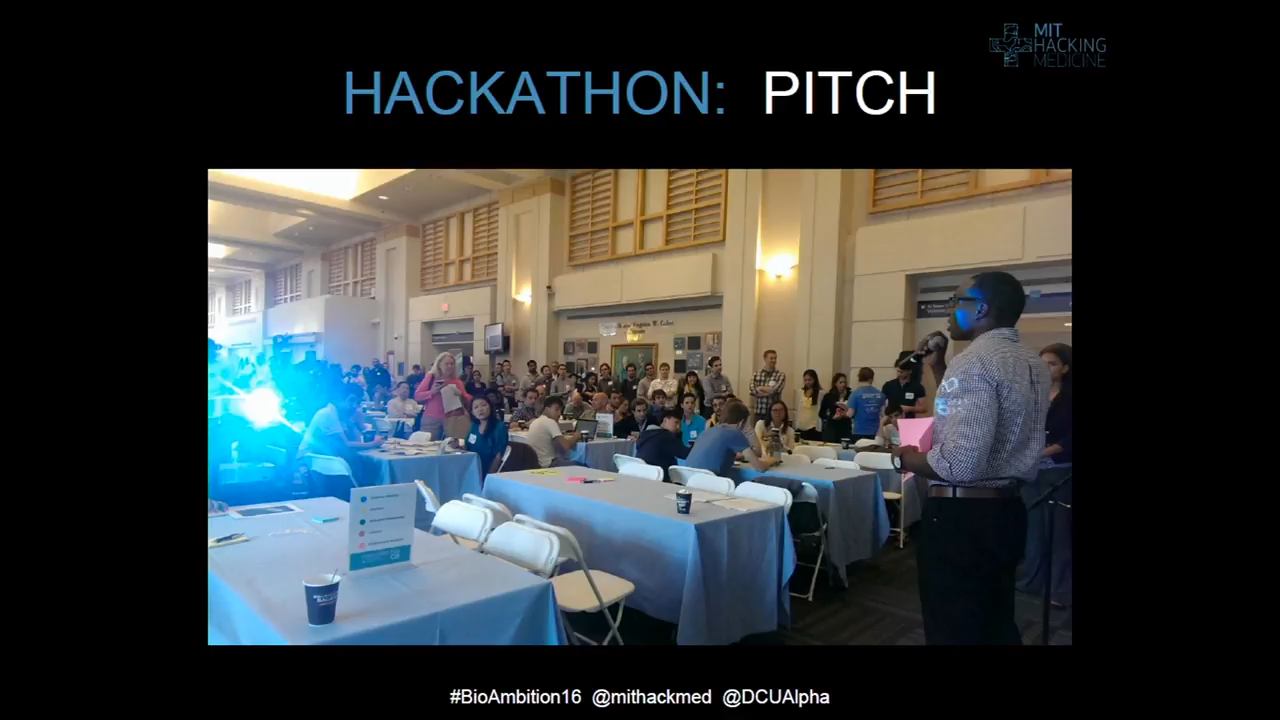 MIT
HACKING
MEDICINE
HACKATHON: PITCH
#BioAmbition16 @mithackmed @DCUAlpha